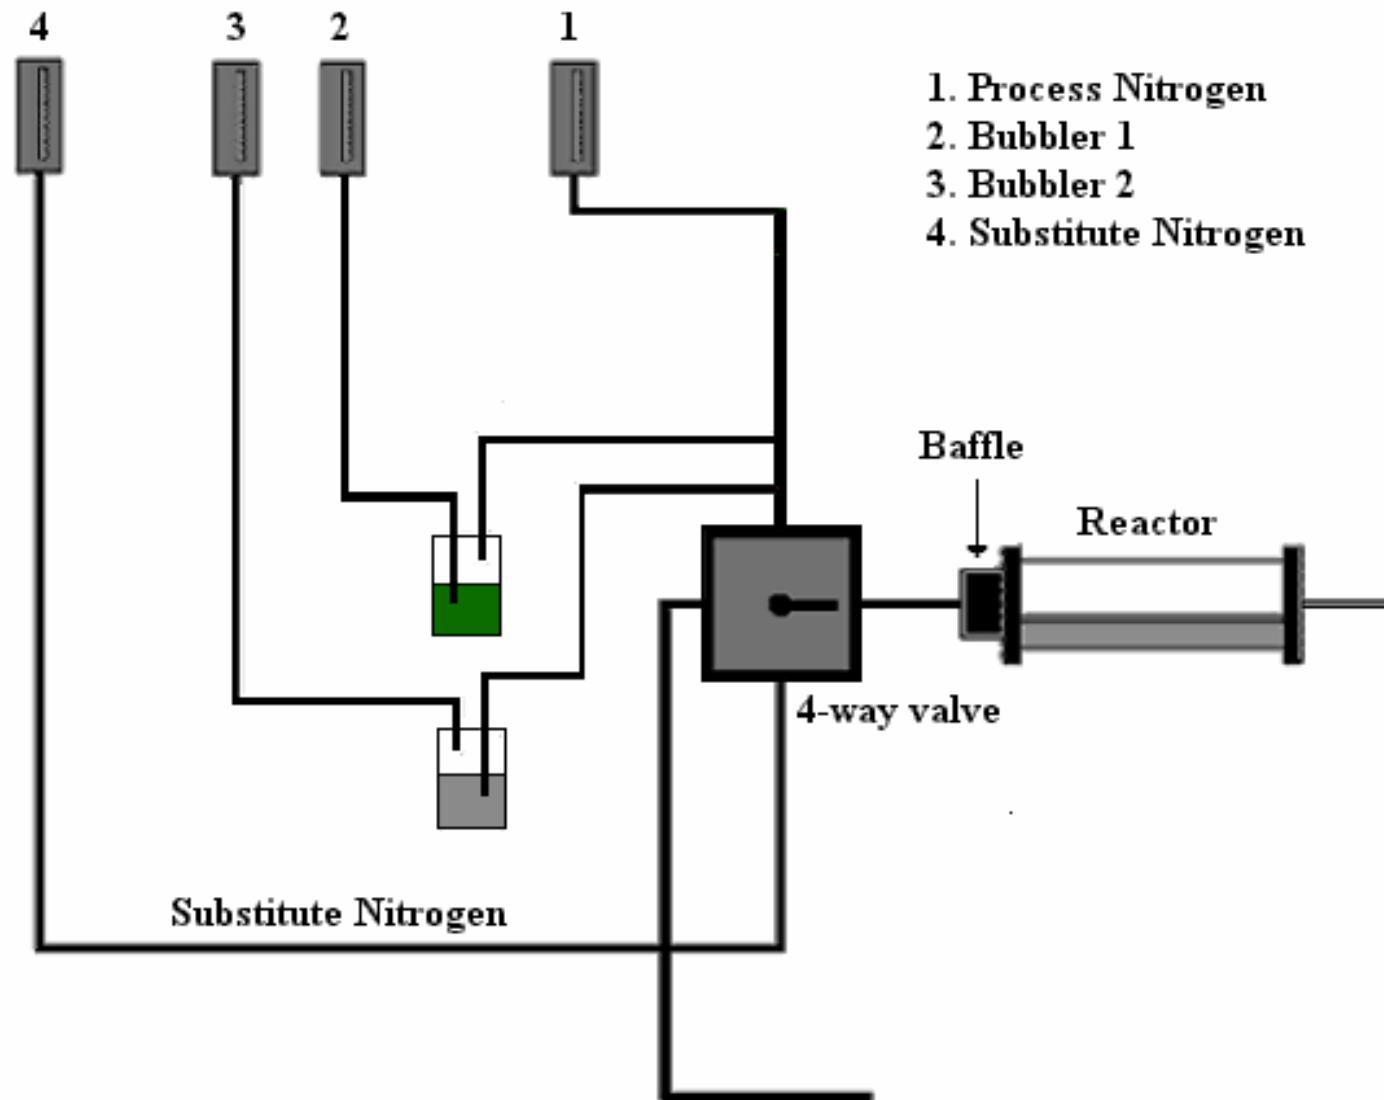 4 3 2 1
1. Process Nitrogen
2. Bubbler 1
3. Bubbler 2
4. Substitute Nitrogen
Baffle
Reactor
4-way valve
Substitute Nitrogen